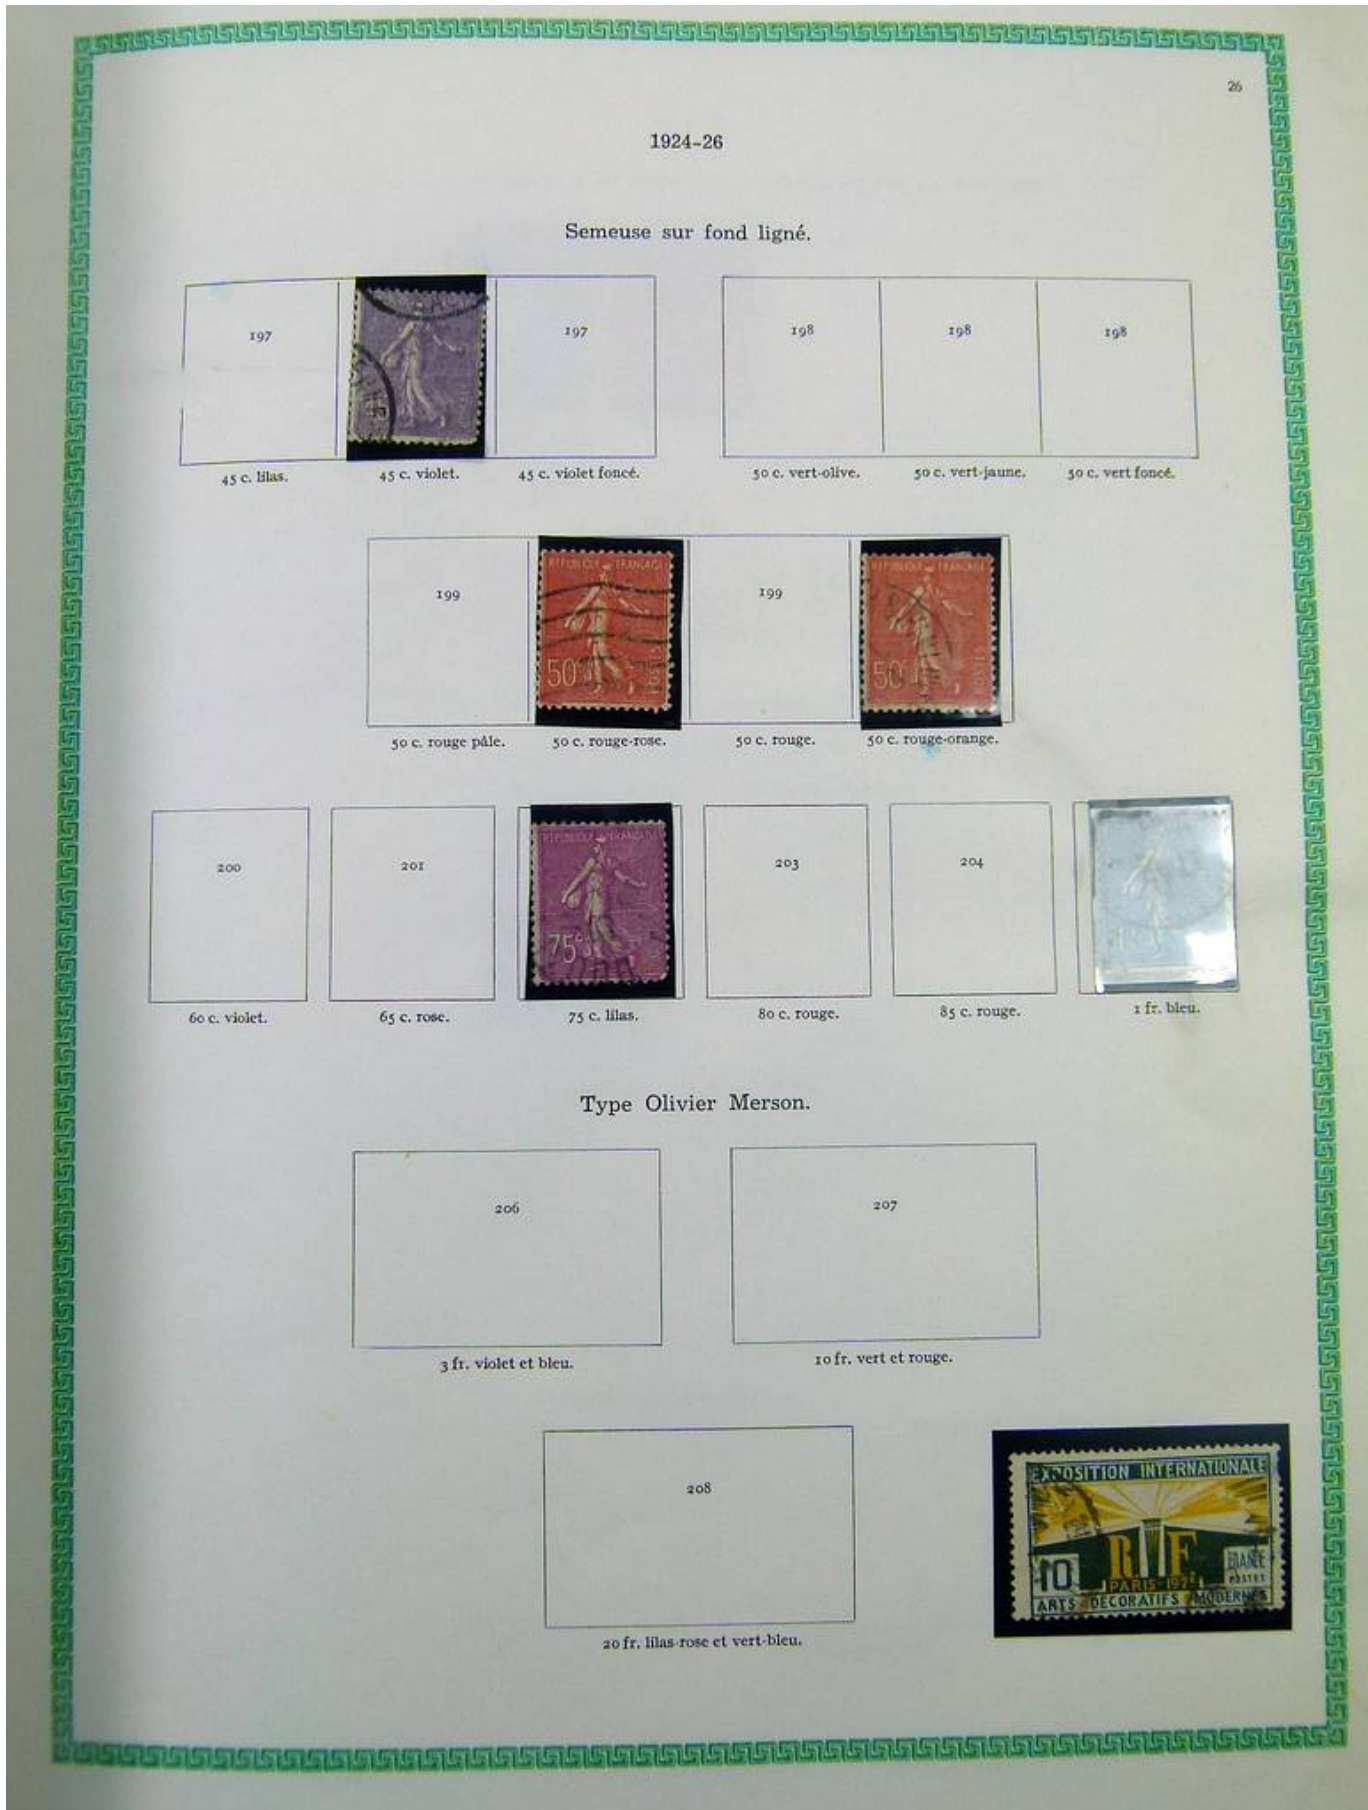 26
1924-26
Semeuse sur fond ligné.
197 197 198 198 198
45 c. lilas. 45 c. violet. 45 c. violet foncé. 50 c. vert-olive. 50 c. vert-jaune. 50 c. vert foncé.
REPUBLIQUE FRANÇAISE REPUBLIQUE FRANÇAISE
199 199
50c 50c
50 c. rouge pâle. 50 c. rouge-rose. 50 c. rouge. 50 c. rouge-orange.
REPUBLIQUE FRANÇAISE
200 201 203 204
75c
60 c. violet. 65 c. rose. 75 c. lilas. 80 c. rouge. 85 c. rouge. 1 fr. bleu.
Type Olivier Merson.
206 207
3 fr. violet et bleu. 10 fr. vert et rouge.
208
20 fr. lilas-rose et vert-bleu.
EXPOSITION INTERNATIONALE
10 RF FRANCE
POSTES
PARIS
ARTS DECORATIFS MODERNES